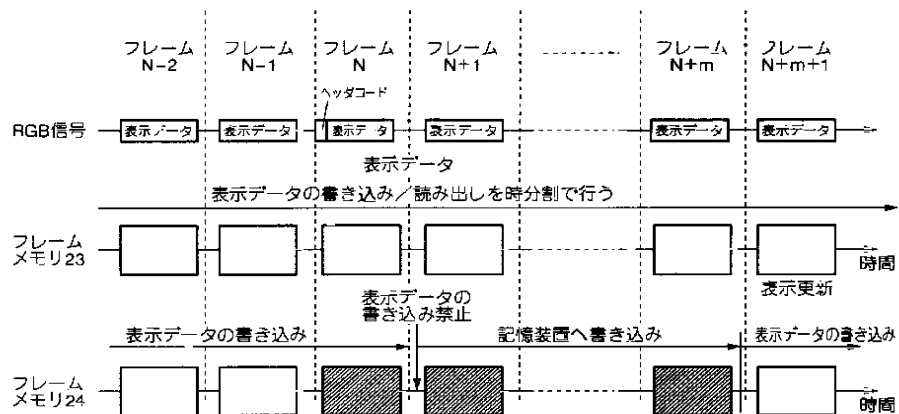 フレーム N-2
フレーム N-1
フレーム N
フレーム N+1
フレーム N+m
フレーム N+m+1
ヘッダコード
RGB信号
表示データ
表示データ
表示データ
表示データ
表示データ
表示データ
表示データ
表示データの書き込み／読み出しを時分割で行う
フレーム
メモリ23
時間
表示更新
表示データの
書き込み禁止
表示データの書き込み
記憶装置へ書き込み
表示データの書き込み
フレーム
メモリ24
時間